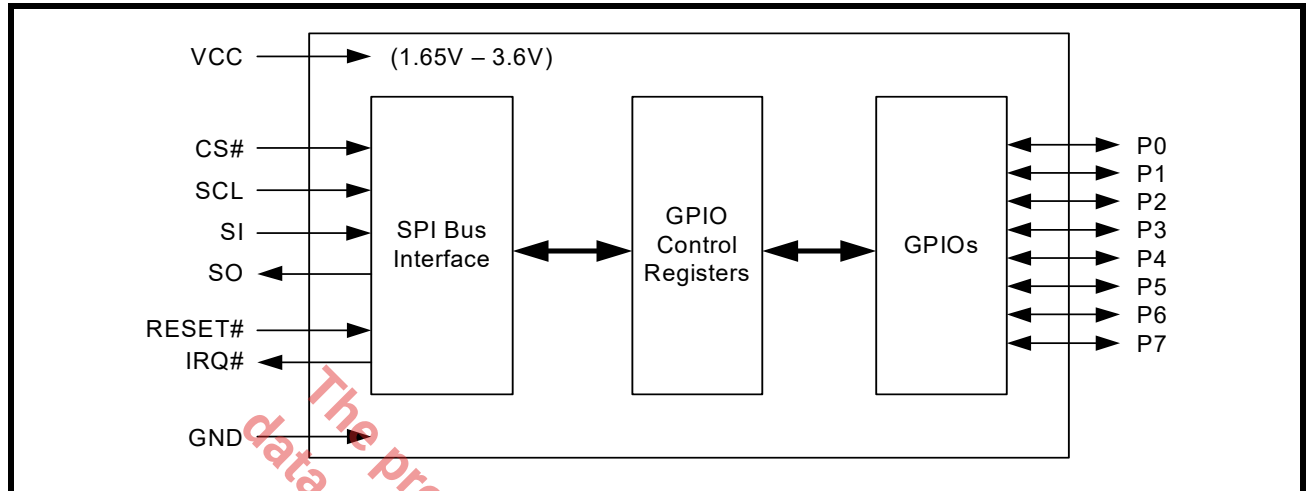 VCC
(1.65V – 3.6V)
CS#
SCL
SI
SO
RESET#
IRQ#
GND
SPI Bus
Interface
GPIO
Control
Registers
GPIOs
P0
P1
P2
P3
P4
P5
P6
P7
The
data